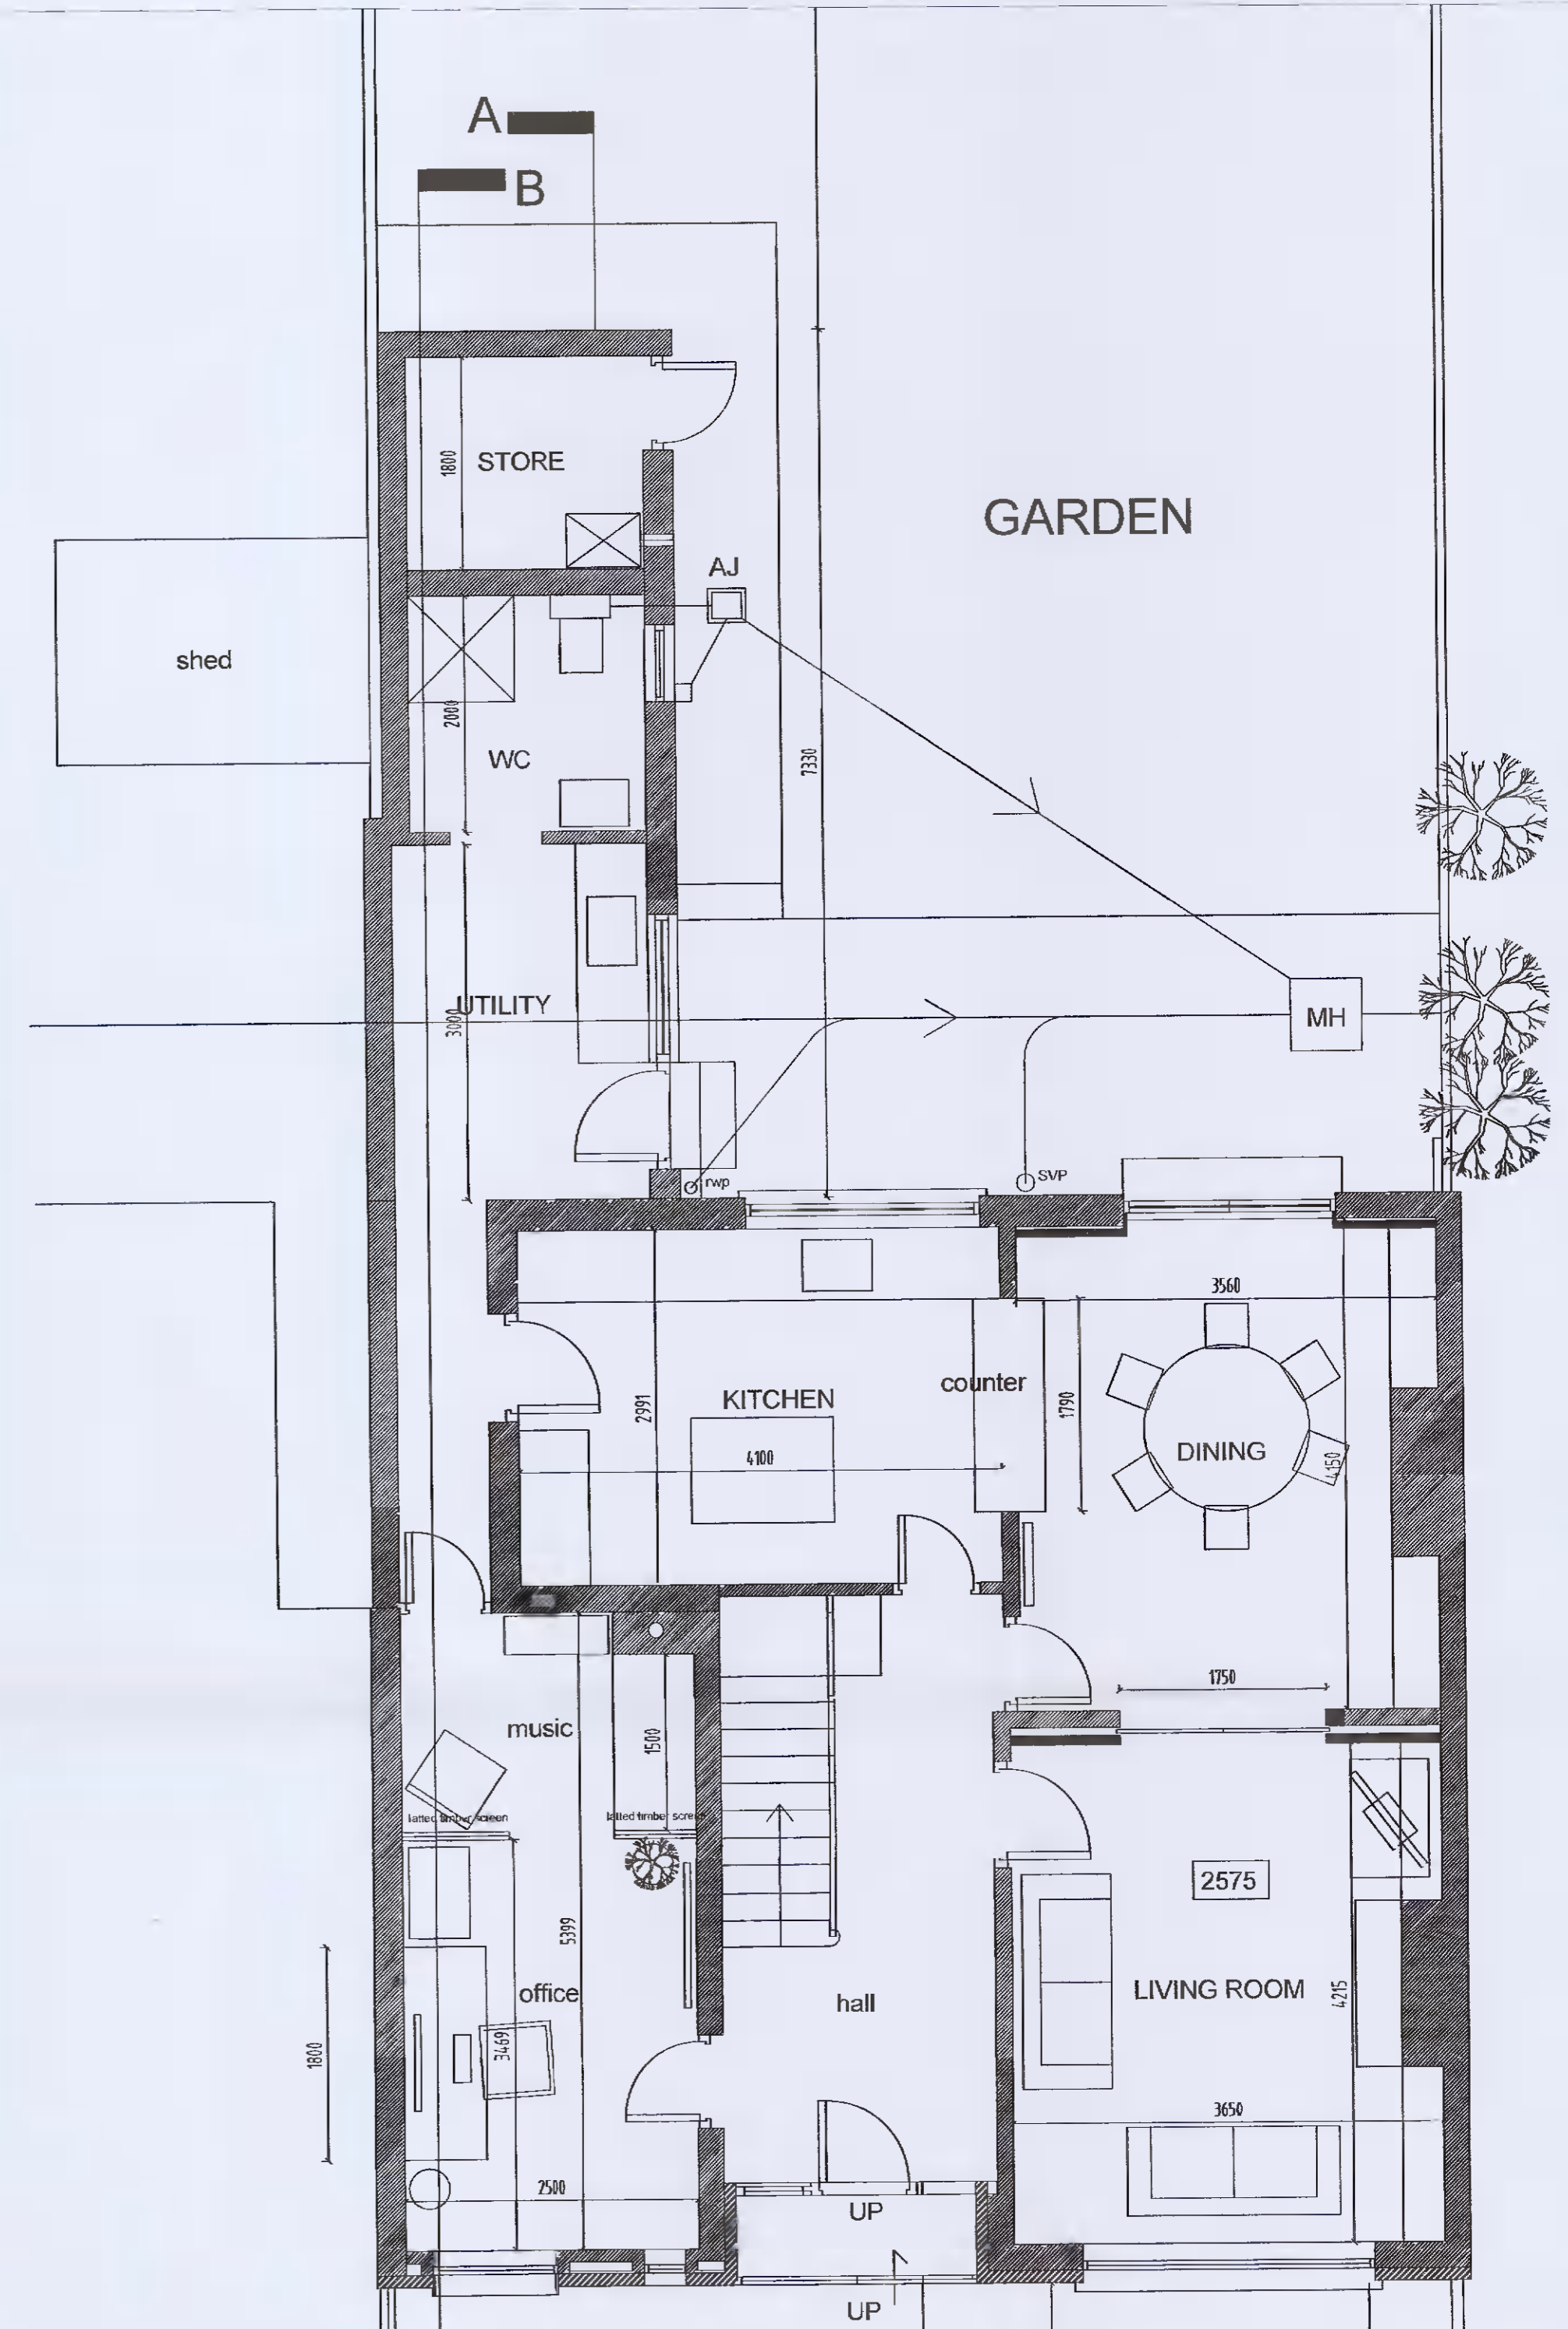 A
B
1800
STORE
GARDEN
AJ
shed
2000
WC
7330
UTILITY
3000
MH
rwp
SVP
3560
counter
KITCHEN
2991
1790
4100
DINING
4150
1750
music
1500
latted timber screen
latted timber screen
2575
5399
office
hall
LIVING ROOM
4215
1800
3469
3650
2500
UP
UP